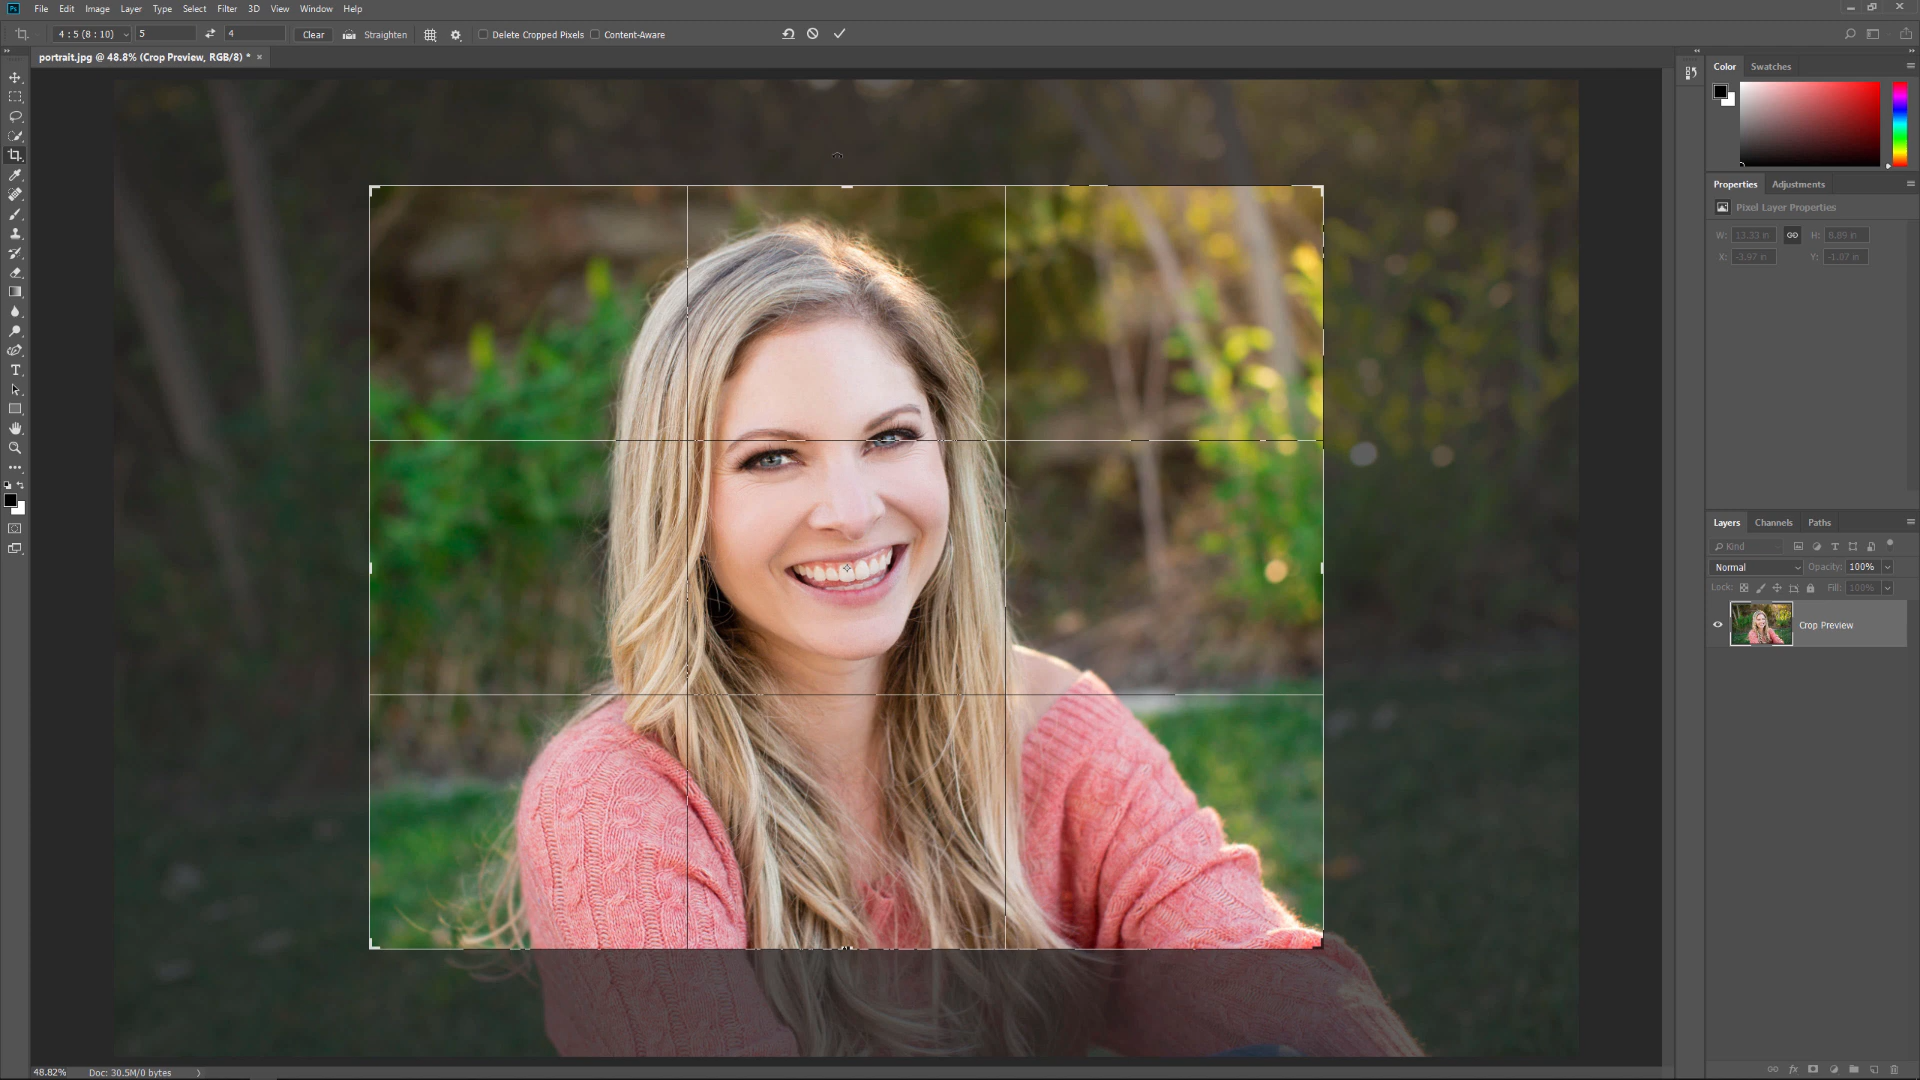 Ps File Edit Image Layer Type Select Filter 3D View Window Help
4 : 5 (8 : 10) 5 4 Clear Straighten Delete Cropped Pixels Content-Aware
portrait.jpg @ 48.8% (Crop Preview, RGB/8) * ×
Color Swatches
Properties Adjustments
Pixel Layer Properties
W: 13.33 in H: 8.89 in
X: -3.97 in Y: -1.07 in
Layers Channels Paths
Kind
Normal Opacity: 100%
Lock: Fill: 100%
Crop Preview
48.82% Doc: 30.5M/0 bytes